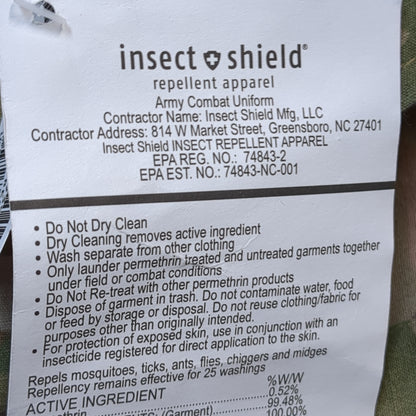 insect shield®
repellent apparel
Army Combat Uniform
Contractor Name: Insect Shield Mfg, LLC
Contractor Address: 814 W Market Street, Greensboro, NC 27401
Insect Shield INSECT REPELLENT APPAREL
EPA REG. NO.: 74843-2
EPA EST. NO.: 74843-NC-001
• Do Not Dry Clean
• Dry Cleaning removes active ingredient
• Wash separate from other clothing
• Only launder permethrin treated and untreated garments together
under field or combat conditions
• Do Not Re-treat with other permethrin products
• Dispose of garment in trash. Do not contaminate water, food
or feed by storage or disposal. Do not reuse clothing/fabric for
purposes other than originally intended.
• For protection of exposed skin, use in conjunction with an
insecticide registered for direct application to the skin.
Repels mosquitoes, ticks, ants, flies, chiggers and midges
Repellency remains effective for 25 washings
%W/W
ACTIVE INGREDIENT 0.52%
99.48%
(Garment) 100.00%